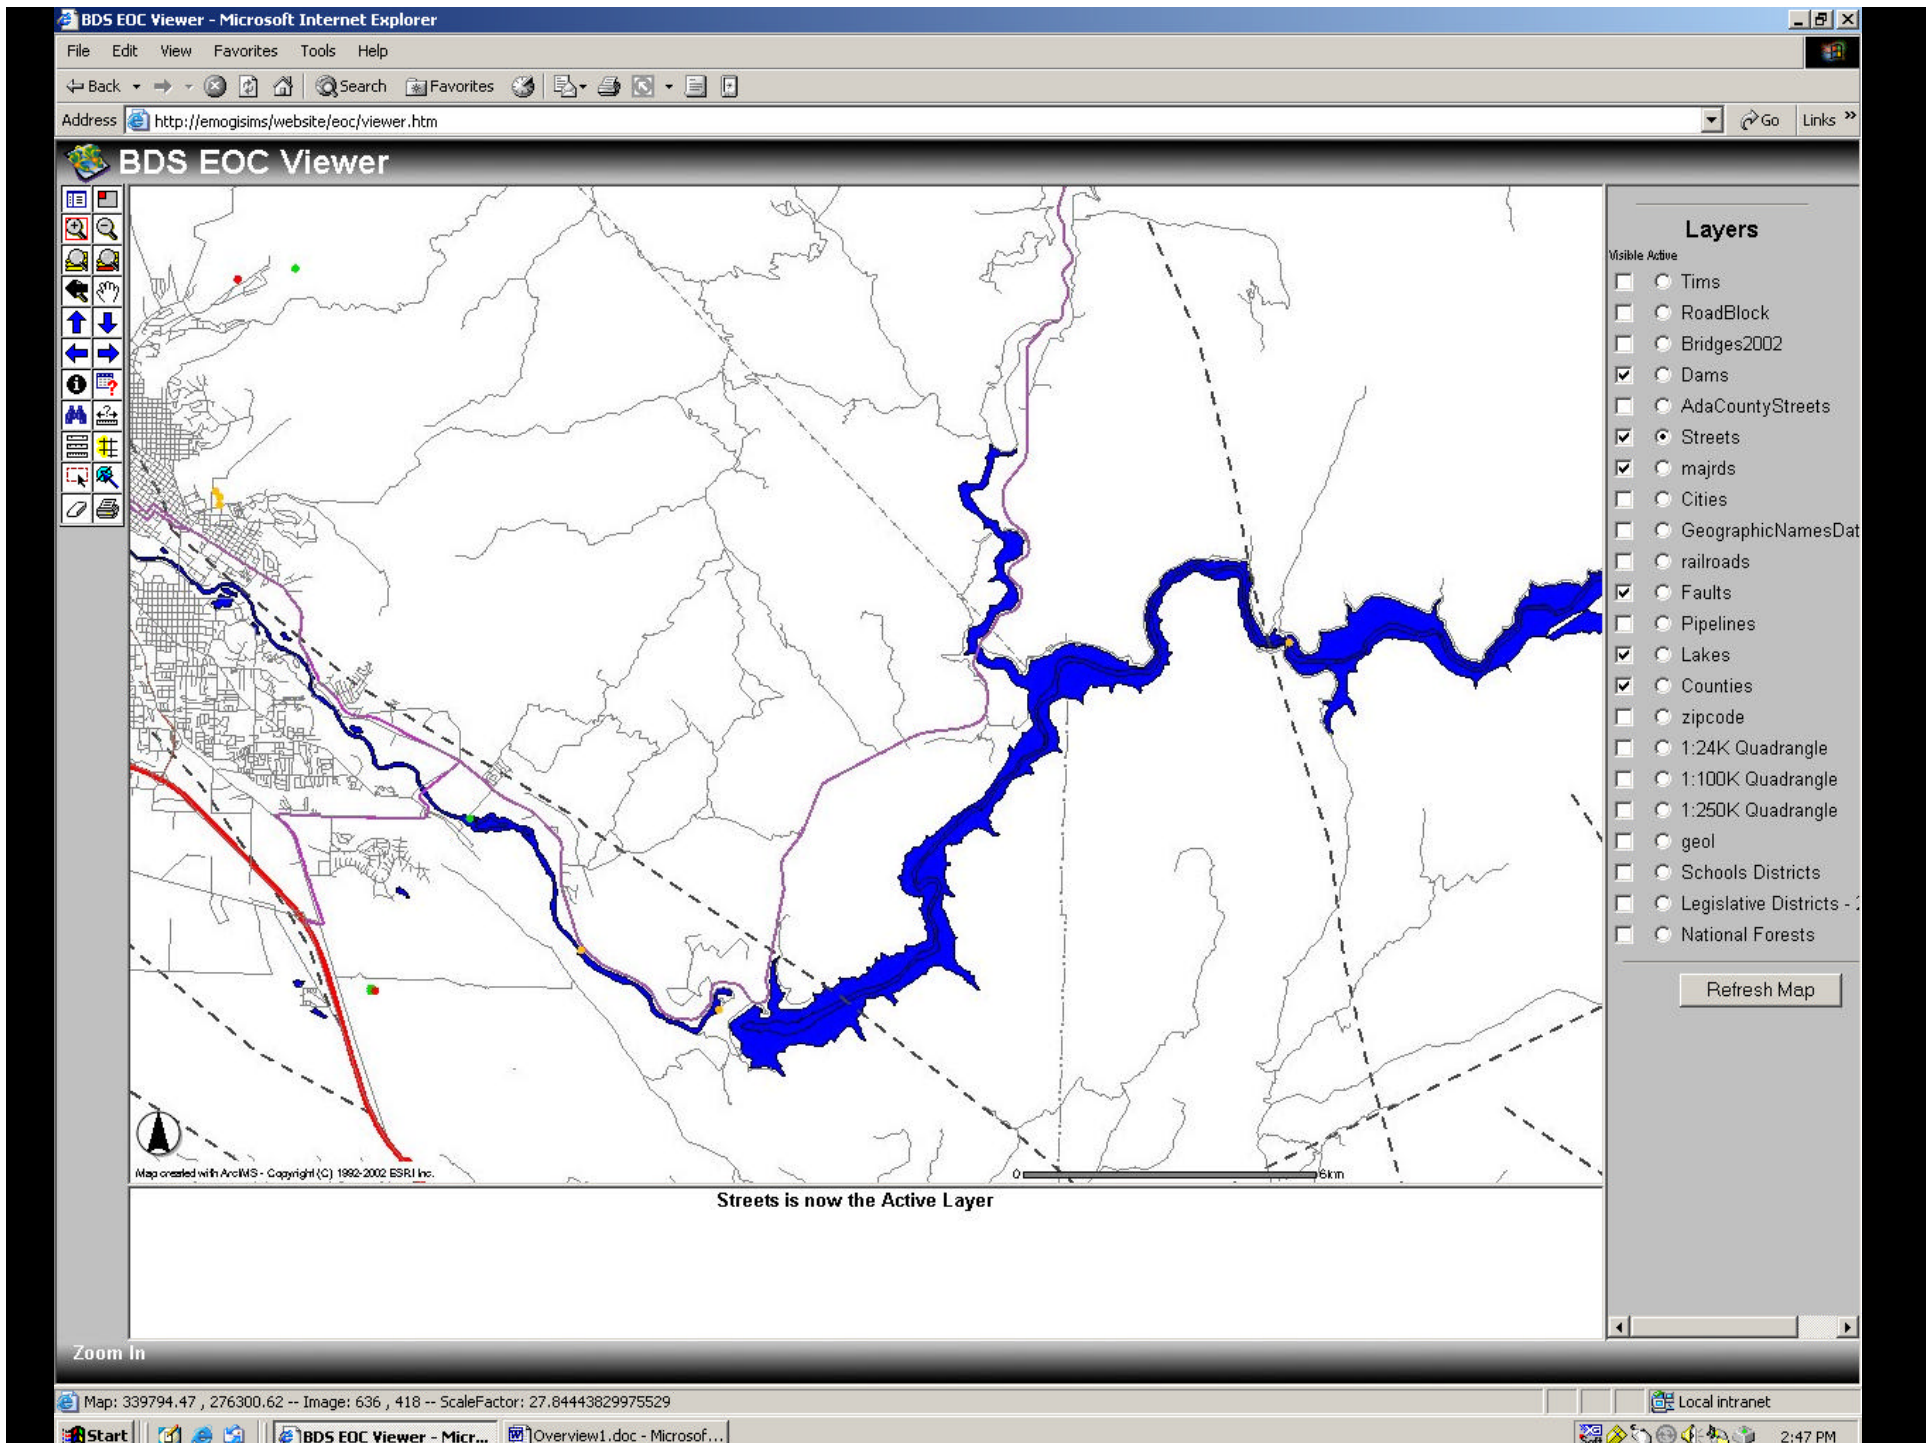 BDS EOC Viewer - Microsoft Internet Explorer
File Edit View Favorites Tools Help
Back Search Favorites
Address http://emogisims/website/eoc/viewer.htm Go Links »
BDS EOC Viewer
Layers
Visible Active
Tims
RoadBlock
Bridges2002
Dams
AdaCountyStreets
Streets
majrds
Cities
GeographicNamesDat
railroads
Faults
Pipelines
Lakes
Counties
zipcode
1:24K Quadrangle
1:100K Quadrangle
1:250K Quadrangle
geol
Schools Districts
Legislative Districts -
National Forests
Refresh Map
Map created with ArcIMS - Copyright (C) 1992-2002 ESRI Inc.
0 6km
Streets is now the Active Layer
Zoom In
Map: 339794.47 , 276300.62 -- Image: 636 , 418 -- ScaleFactor: 27.84443829975529 Local intranet
Start BDS EOC Viewer - Micr... Overview1.doc - Microsof... 2:47 PM